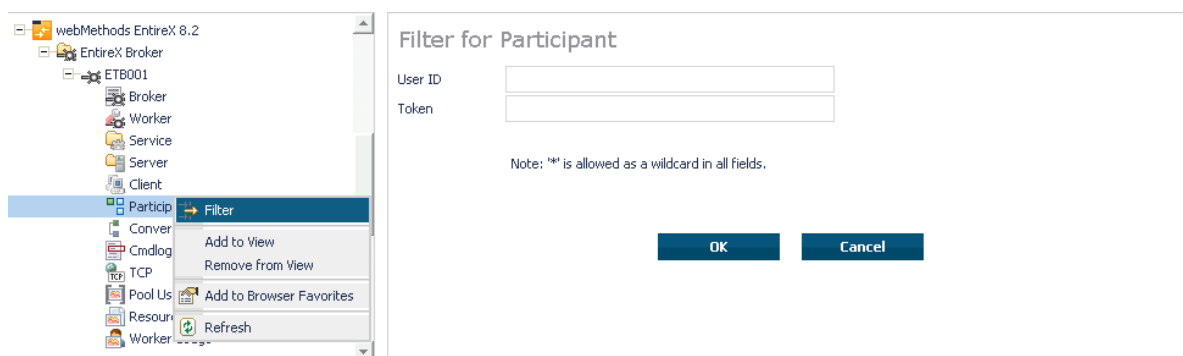 webMethods EntireX 8.2
EntireX Broker
ETB001
Broker
Worker
Service
Server
Client
Particip
Conver
Cmdlog
TCP
TCP
Pool Us
Resour
Worker
Filter
Add to View
Remove from View
Add to Browser Favorites
Refresh
Filter for Participant
User ID
Token
Note: '*' is allowed as a wildcard in all fields.
OK
Cancel